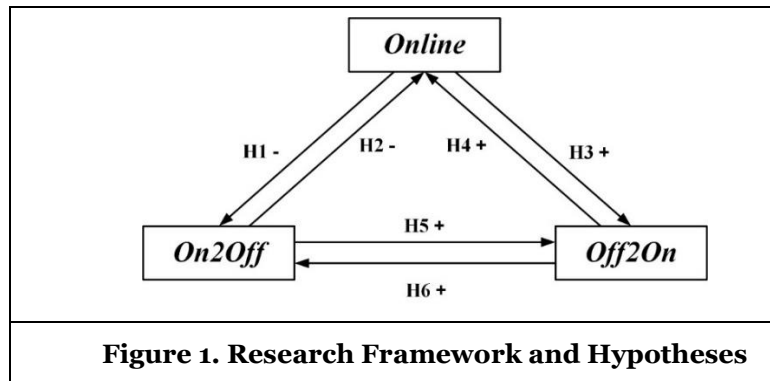 Online
H1 -
H2 -
H4 +
H3 +
H5 +
On2Off
Off2On
H6 +
Figure 1. Research Framework and Hypotheses